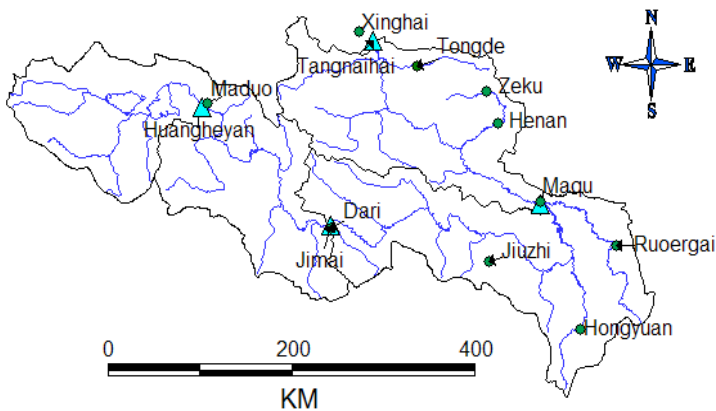 Xinghai
N
Tangnaihai
Tongde
W
E
Maduo
Zeku
S
Huangheyan
Henan
Maqu
Dari
Jimai
Jiuzhi
Ruoergai
Hongyuan
0 200 400
KM